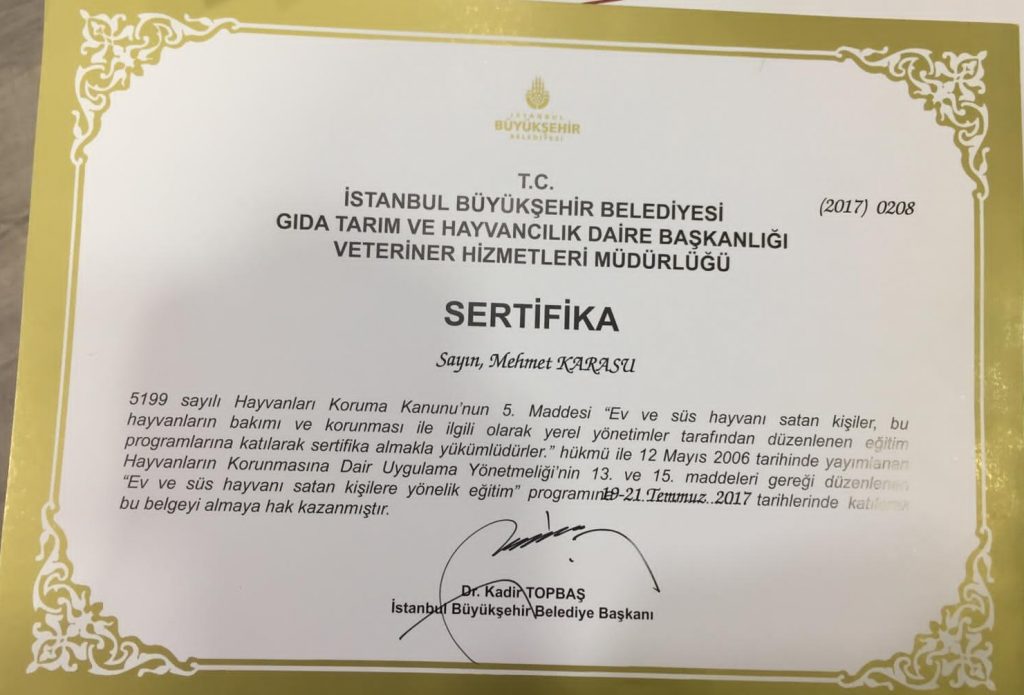 İSTANBUL
BÜYÜKŞEHİR
BELEDİYESİ
T.C.
İSTANBUL BÜYÜKŞEHİR BELEDİYESİ
(2017) 0208
GIDA TARIM VE HAYVANCILIK DAİRE BAŞKANLIĞI
VETERİNER HİZMETLERİ MÜDÜRLÜĞÜ
SERTİFİKA
Sayın, Mehmet KARASU
5199 sayılı Hayvanları Koruma Kanunu'nun 5. Maddesi "Ev ve süs hayvanı satan kişiler, bu
hayvanların bakımı ve korunması ile ilgili olarak yerel yönetimler tarafından düzenlenen eğitim
programlarına katılarak sertifika almakla yükümlüdürler." hükmü ile 12 Mayıs 2006 tarihinde yayımlanan
Hayvanların Korunmasına Dair Uygulama Yönetmeliği'nin 13. ve 15. maddeleri gereği düzenlenen
"Ev ve süs hayvanı satan kişilere yönelik eğitim" programına 19-21 Temmuz 2017 tarihlerinde katılarak
bu belgeyi almaya hak kazanmıştır.
Dr. Kadir TOPBAŞ
İstanbul Büyükşehir Belediye Başkanı